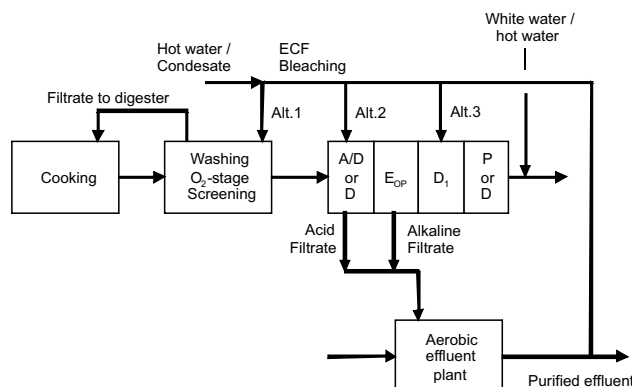 White water /
hot water
Hot water /
Condesate
ECF
Bleaching
Filtrate to digester
Alt.1
Alt.2
Alt.3
Cooking
Washing
O2-stage
Screening
A/D
or
D
EOP
D1
P
or
D
Acid
Filtrate
Alkaline
Filtrate
Aerobic
effluent
plant
Purified effluent